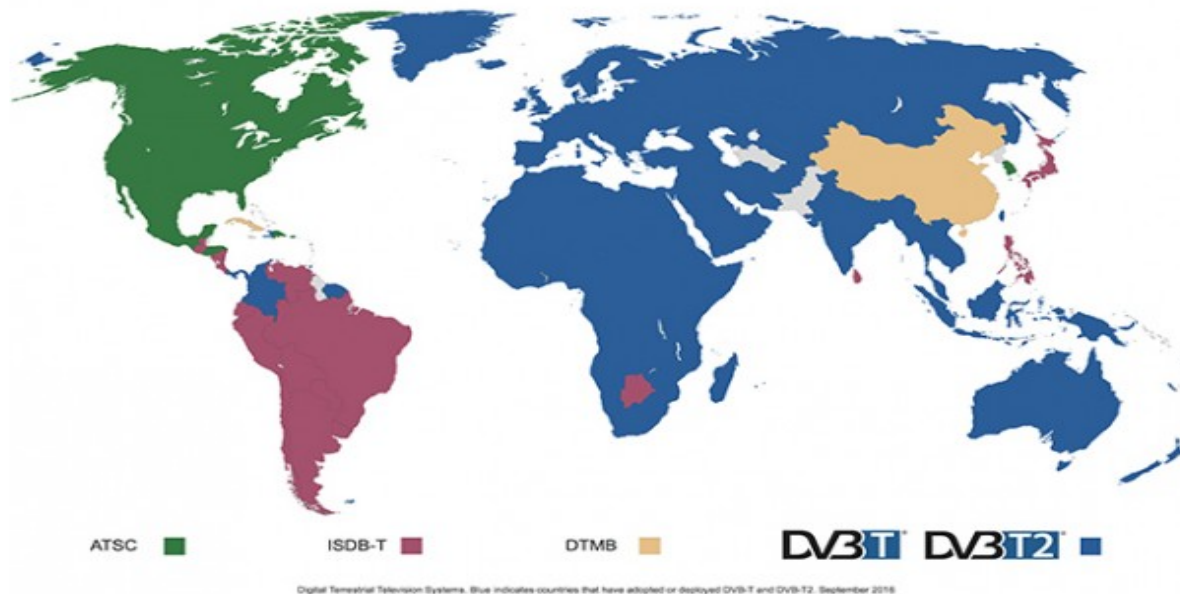 ATSC
ISDB-T
DTMB
DVB T DVB T2
Digital Terrestrial Television Systems. Blue indicates countries that have adopted or deployed DVB-T and DVB-T2. September 2016